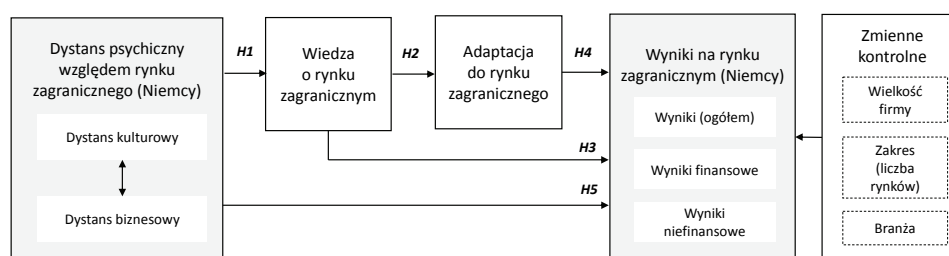 Dystans psychiczny
względem rynku
zagranicznego (Niemcy)
Dystans kulturowy
Dystans biznesowy
H1
Wiedza
o rynku
zagranicznym
H2
Adaptacja
do rynku
zagranicznego
H4
H3
H5
Wyniki na rynku
zagranicznym (Niemcy)
Wyniki (ogółem)
Wyniki finansowe
Wyniki
niefinansowe
Zmienne
kontrolne
Wielkość
firmy
Zakres
(liczba
rynków)
Branża